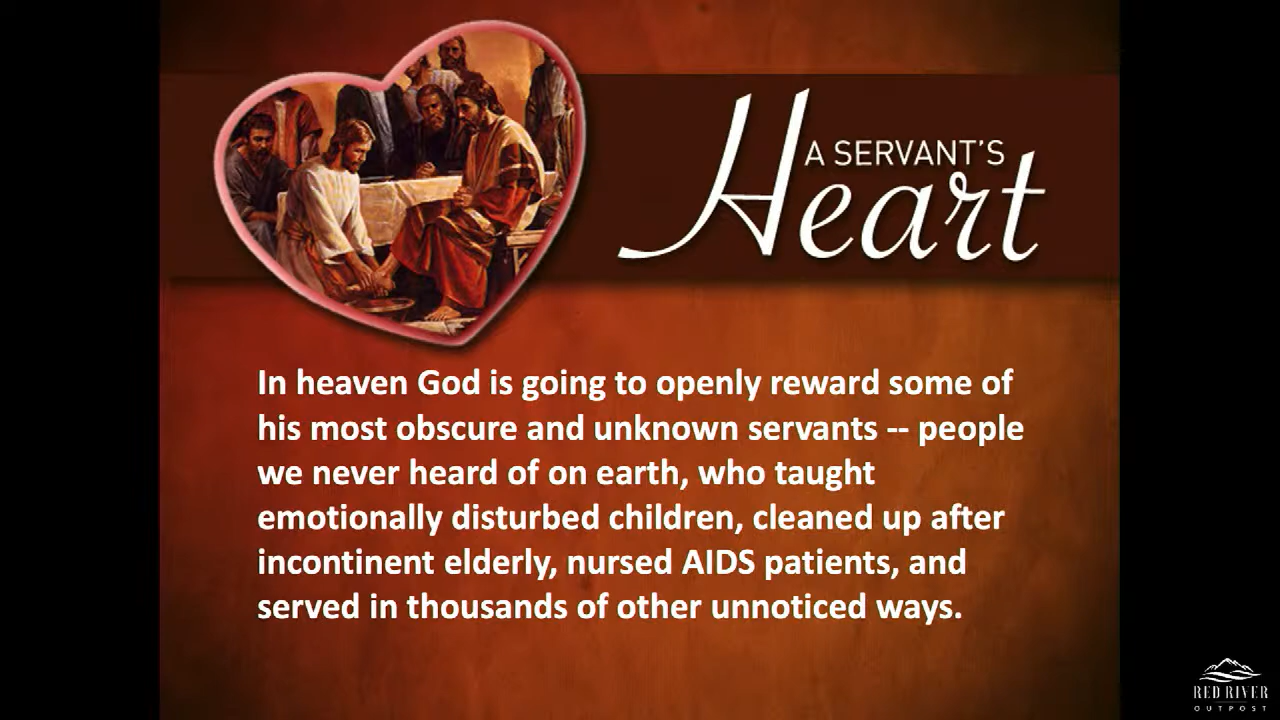 A SERVANT'S
Heart
In heaven God is going to openly reward some of
his most obscure and unknown servants -- people
we never heard of on earth, who taught
emotionally disturbed children, cleaned up after
incontinent elderly, nursed AIDS patients, and
served in thousands of other unnoticed ways.
RED RIVER
OUTPOST